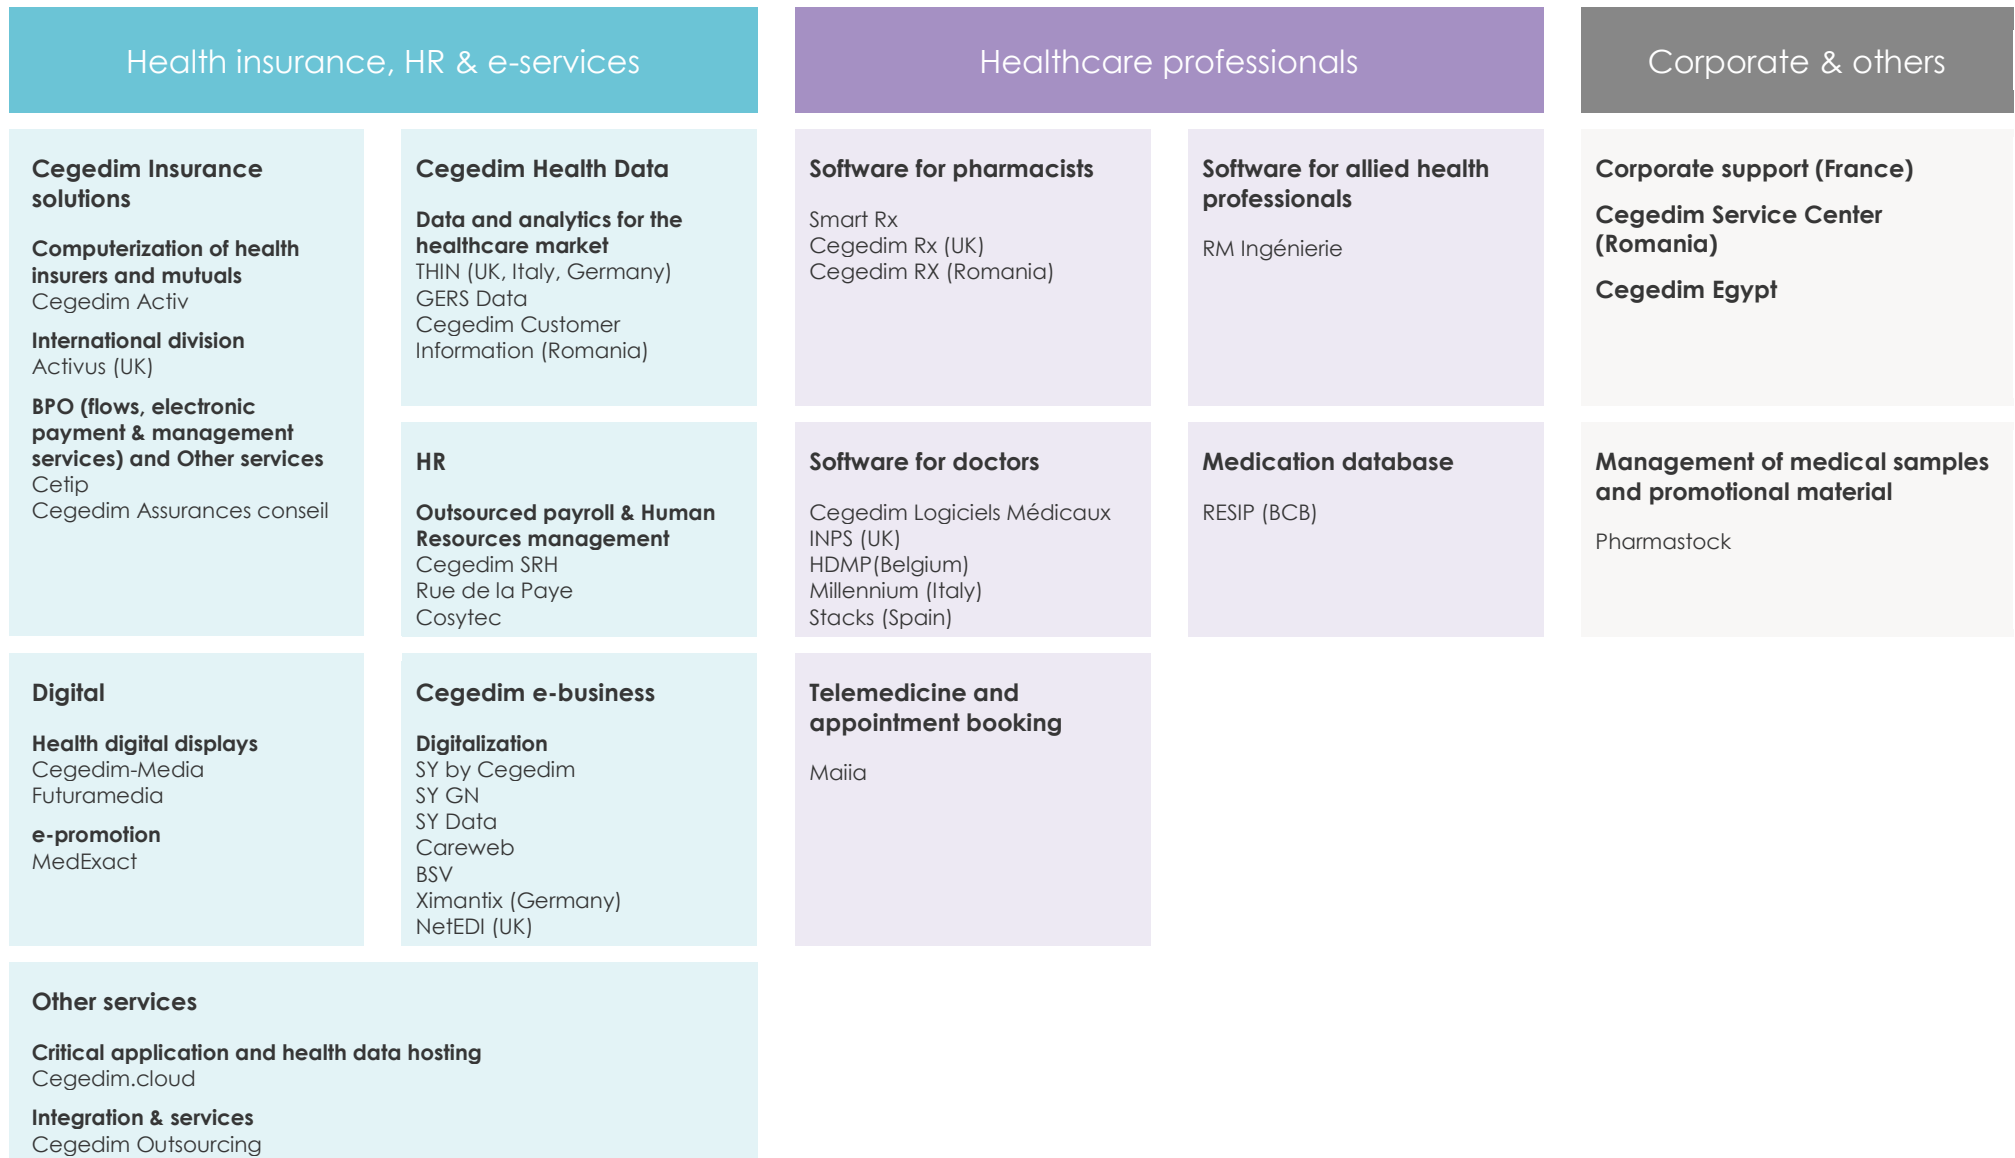 Health insurance, HR & e-services
Cegedim Insurance
solutions
Computerization of health
insurers and mutuals
Cegedim Activ
International division
Activus (UK)
BPO (flows, electronic
payment & management
services) and Other services
Cetip
Cegedim Assurances conseil
Cegedim Health Data
Data and analytics for the
healthcare market
THIN (UK, Italy, Germany)
GERS Data
Cegedim Customer
Information (Romania)
HR
Outsourced payroll & Human
Resources management
Cegedim SRH
Rue de la Paye
Cosytec
Digital
Health digital displays
Cegedim-Media
Futuramedia
e-promotion
MedExact
Cegedim e-business
Digitalization
SY by Cegedim
SY GN
SY Data
Careweb
BSV
Ximantix (Germany)
NetEDI (UK)
Other services
Critical application and health data hosting
Cegedim.cloud
Integration & services
Cegedim Outsourcing
Healthcare professionals
Software for pharmacists
Smart Rx
Cegedim Rx (UK)
Cegedim RX (Romania)
Software for allied health
professionals
RM Ingénierie
Software for doctors
Cegedim Logiciels Médicaux
INPS (UK)
HDMP(Belgium)
Millennium (Italy)
Stacks (Spain)
Medication database
RESIP (BCB)
Telemedicine and
appointment booking
Maiia
Corporate & others
Corporate support (France)
Cegedim Service Center
(Romania)
Cegedim Egypt
Management of medical samples
and promotional material
Pharmastock